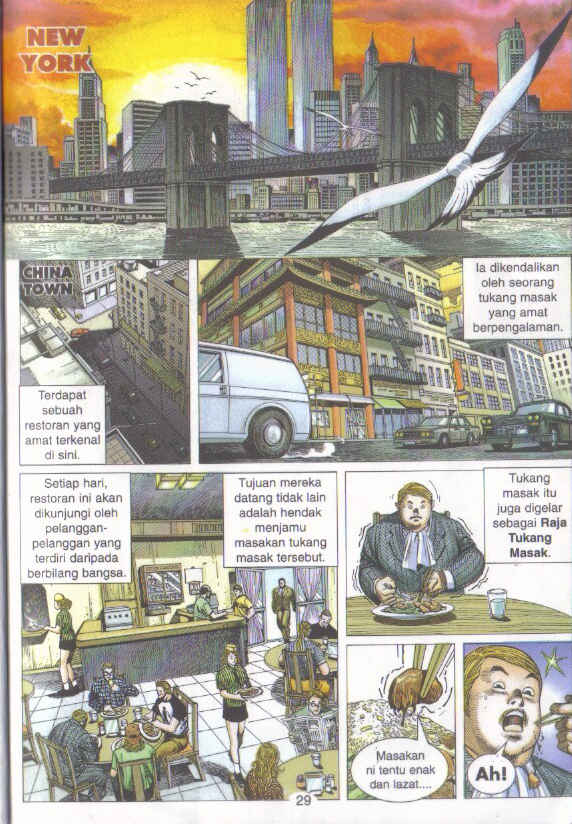 NEW
YORK
CHINA
TOWN
Terdapat
sebuah
restoran yang
amat terkenal
di sini.
Ia dikendalikan
oleh seorang
tukang masak
yang amat
berpengalaman.
Setiap hari,
restoran ini akan
dikunjungi oleh
pelanggan-
pelanggan yang
terdiri daripada
berbilang bangsa.
Tujuan mereka
datang tidak lain
adalah hendak
menjamu
masakan tukang
masak tersebut.
Tukang
masak itu
juga digelar
sebagai Raja
Tukang
Masak.
Masakan
ni tentu enak
dan lazat....
Ah!
29